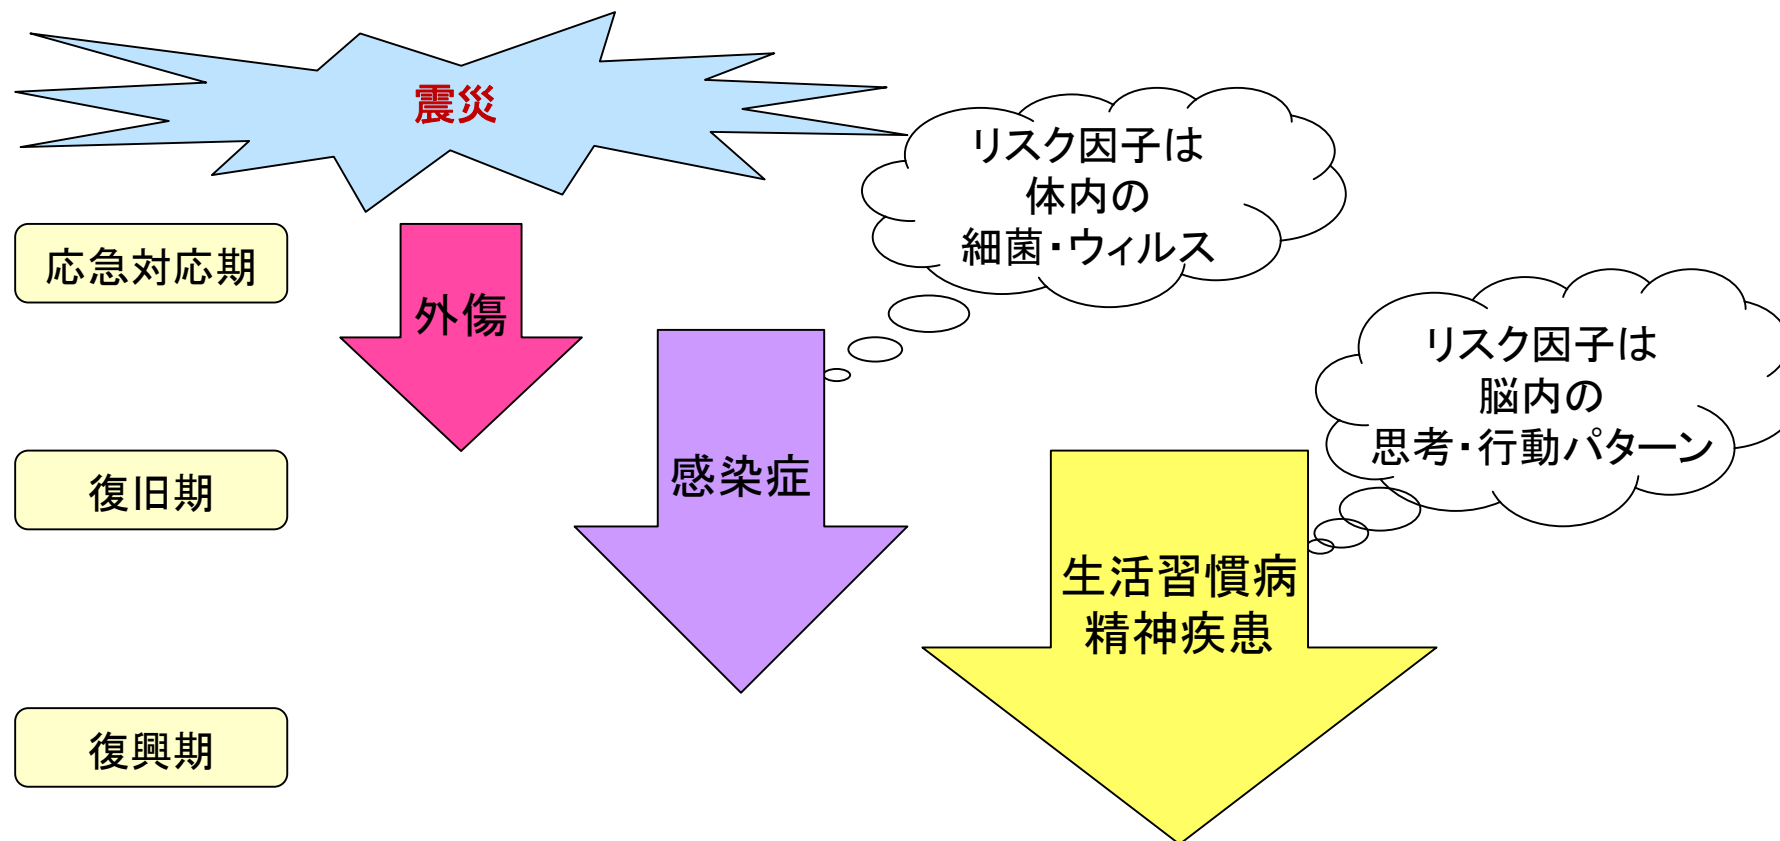 震災
リスク因子は
体内の
細菌・ウィルス
応急対応期
外傷
リスク因子は
脳内の
思考・行動パターン
復旧期
感染症
生活習慣病
精神疾患
復興期